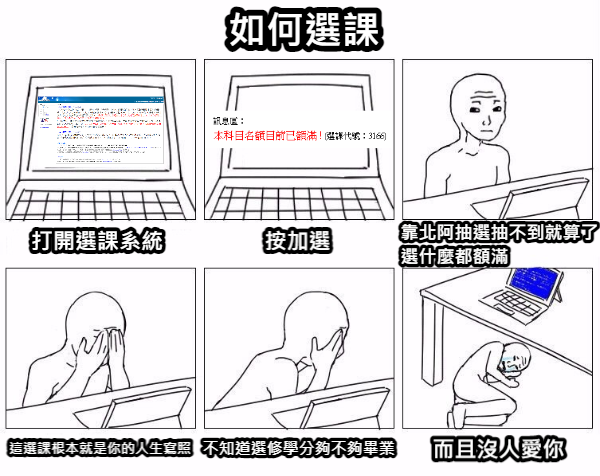 如何選課
訊息區：
本科目名額目前已額滿！(選課代號：3166)
打開選課系統
按加選
靠北阿抽選抽不到就算了
選什麼都額滿
這選課根本就是你的人生寫照
不知道選修學分夠不夠畢業
而且沒人愛你